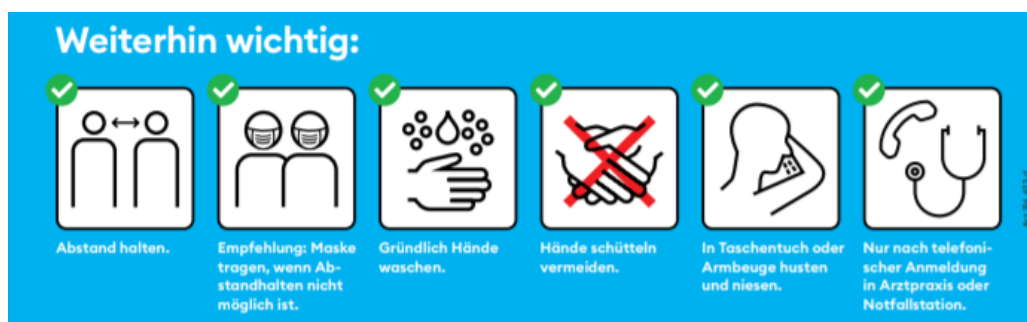 Weiterhin wichtig:
Abstand halten.
Empfehlung: Maske
tragen, wenn Ab-
standhalten nicht
möglich ist.
Gründlich Hände
waschen.
Hände schütteln
vermeiden.
In Taschentuch oder
Armbeuge husten
und niesen.
Nur nach telefoni-
scher Anmeldung
in Arztpraxis oder
Notfallstation.